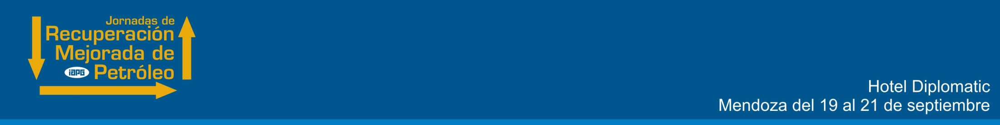 Jornadas de
Recuperación
Mejorada de
iAPG Petróleo
Hotel Diplomatic
Mendoza del 19 al 21 de septiembre